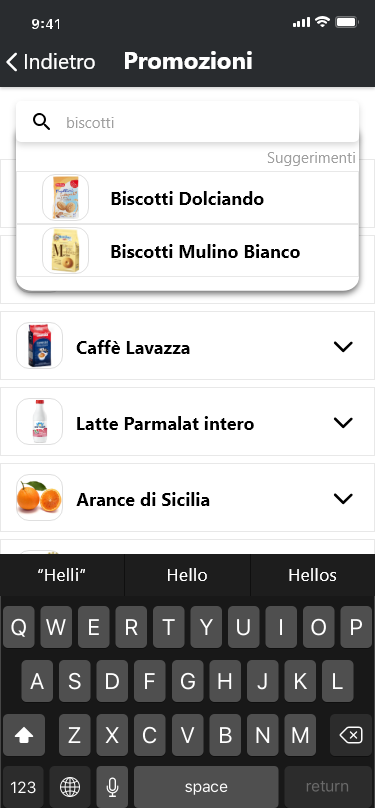 9:41
Indietro Promozioni
biscotti
Suggerimenti
Biscotti Dolciando
Biscotti Mulino Bianco
Caffè Lavazza
Latte Parmalat intero
Arance di Sicilia
“Helli” Hello Hellos
Q W E R T Y U I O P
A S D F G H J K L
Z X C V B N M
123 space return